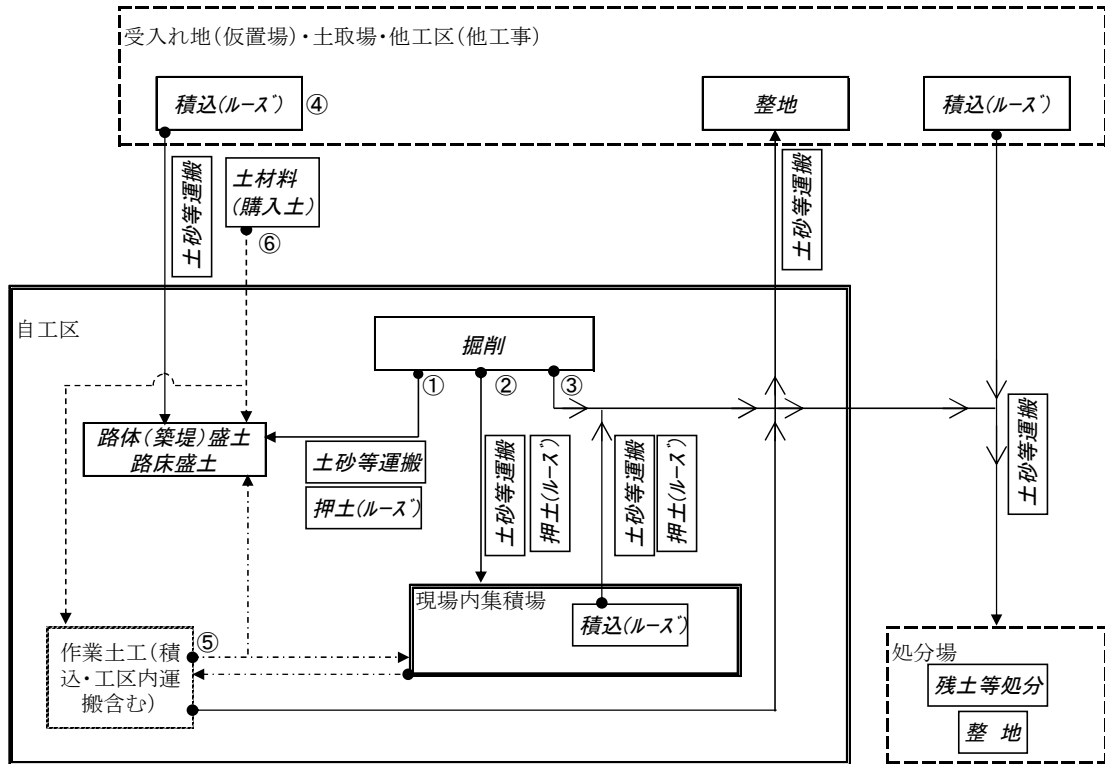 受入れ地(仮置場)・土取場・他工区(他工事)
積込(ルーズ)
④
整地
積込(ルーズ)
土砂等運搬
土材料
(購入土)
⑥
土砂等運搬
自工区
掘削
①
②
③
路体(築堤)盛土
路床盛土
土砂等運搬
押土(ルーズ)
土砂等運搬
押土(ルーズ)
土砂等運搬
押土(ルーズ)
土砂等運搬
現場内集積場
積込(ルーズ)
作業土工(積
込・工区内運
搬含む)
⑤
処分場
残土等処分
整 地